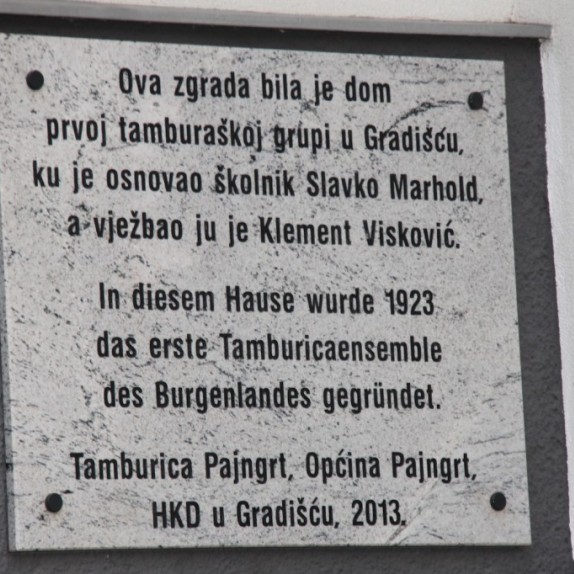 Ova zgrada bila je dom
prvoj tamburaškoj grupi u Gradišću,
ku je osnovao školnik Slavko Marhold,
a vježbao ju je Klement Visković.
In diesem Hause wurde 1923
das erste Tamburicaensemble
des Burgenlandes gegründet.
Tamburica Pajngrt, Općina Pajngrt,
HKD u Gradišću, 2013.